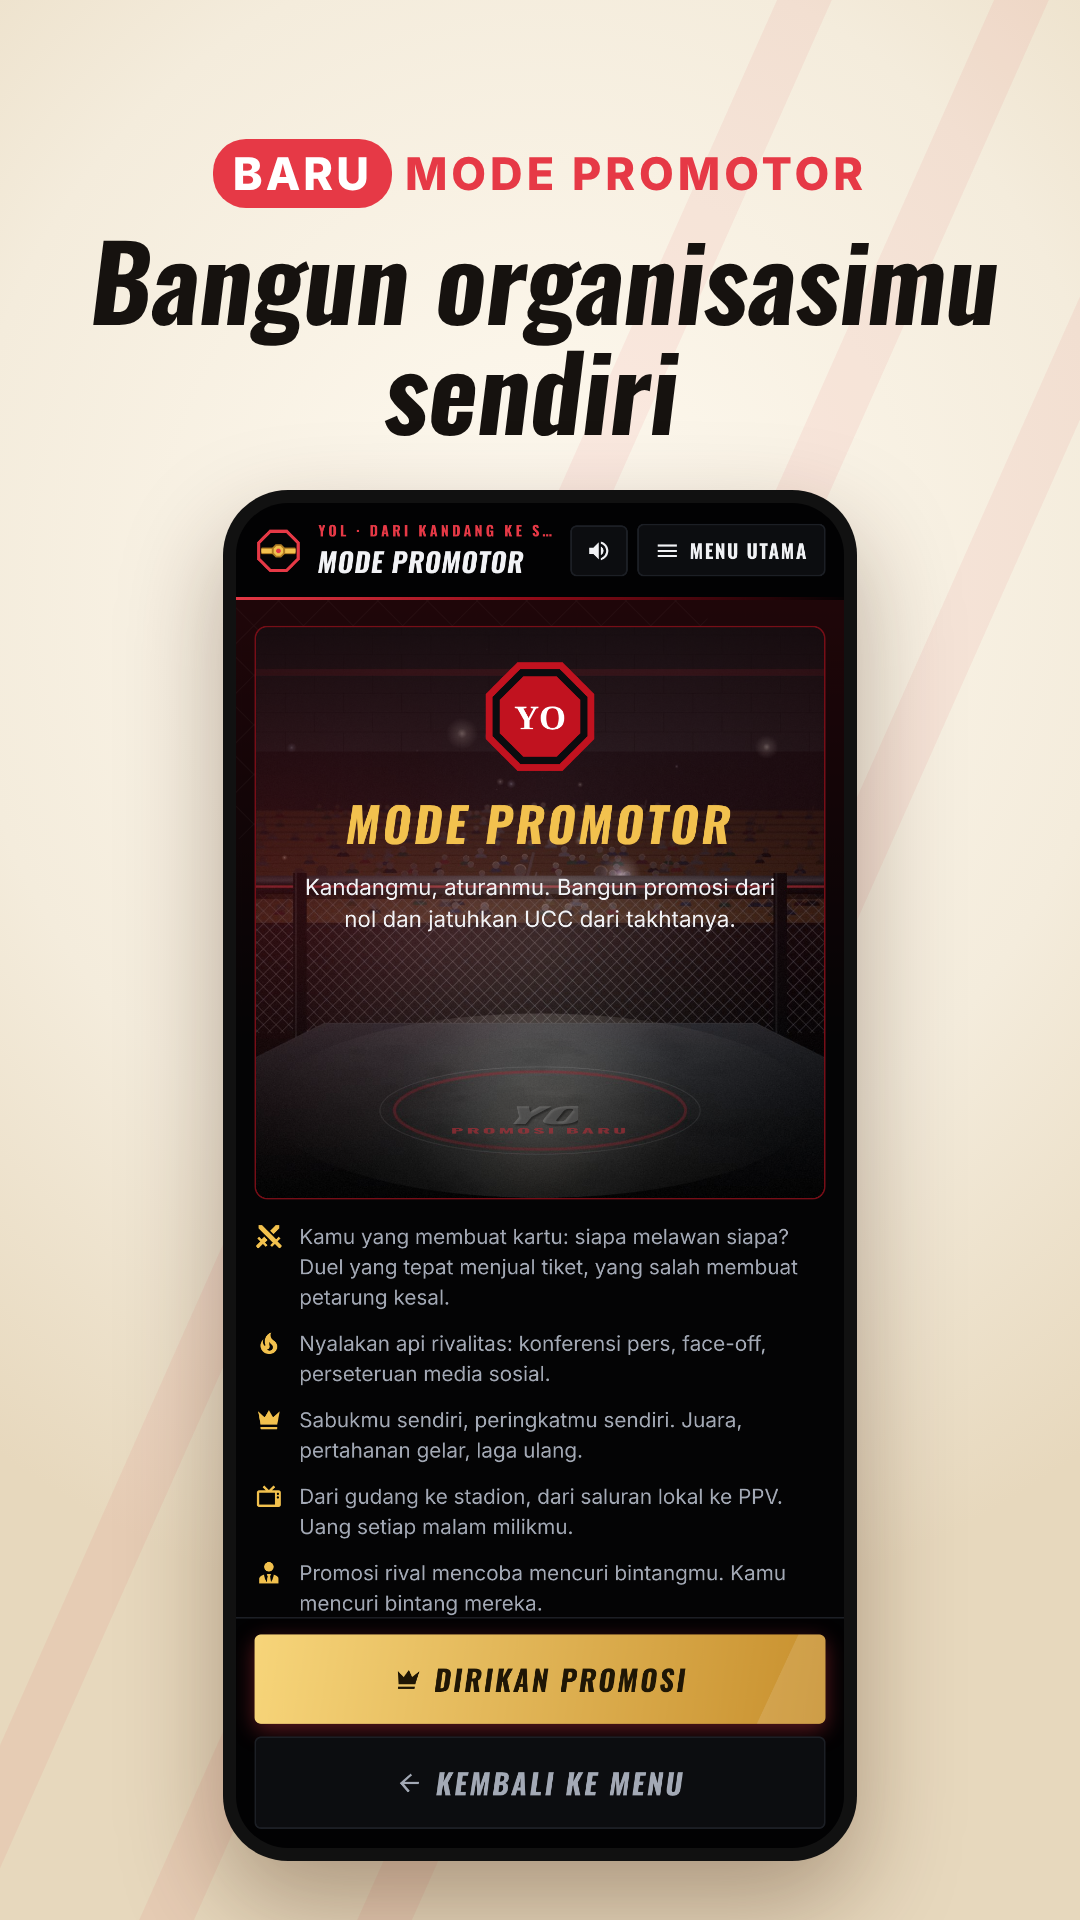 BARU MODE PROMOTOR
Bangun organisasimu
sendiri
YOL · DARI KANDANG KE S…
MODE PROMOTOR
MENU UTAMA
YO
MODE PROMOTOR
Kandangmu, aturanmu. Bangun promosi dari
nol dan jatuhkan UCC dari takhtanya.
YO
PROMOSI BARU
Kamu yang membuat kartu: siapa melawan siapa?
Duel yang tepat menjual tiket, yang salah membuat
petarung kesal.
Nyalakan api rivalitas: konferensi pers, face-off,
perseteruan media sosial.
Sabukmu sendiri, peringkatmu sendiri. Juara,
pertahanan gelar, laga ulang.
Dari gudang ke stadion, dari saluran lokal ke PPV.
Uang setiap malam milikmu.
Promosi rival mencoba mencuri bintangmu. Kamu
mencuri bintang mereka.
DIRIKAN PROMOSI
KEMBALI KE MENU